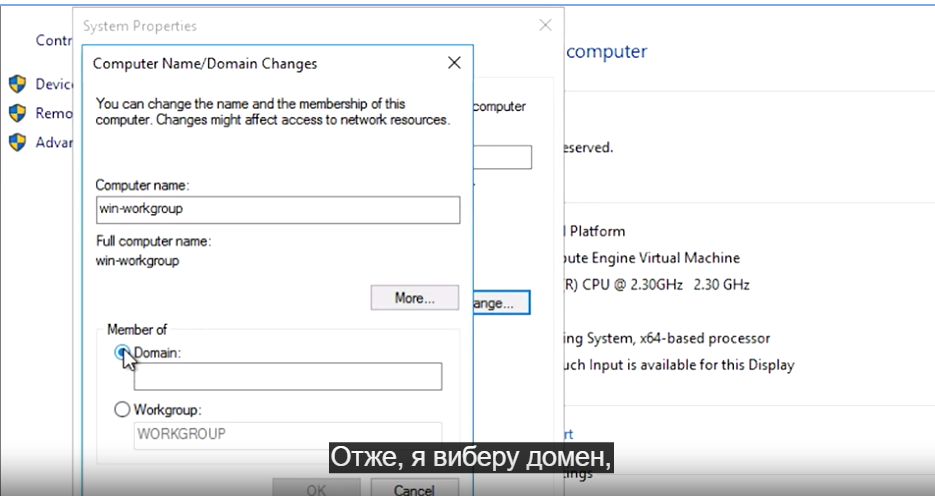 System Properties
Contr
computer
Computer Name/Domain Changes
Device
Remo
Advar
You can change the name and the membership of this
computer. Changes might affect access to network resources.
computer
eserved.
Computer name:
win-workgroup
Full computer name:
win-workgroup
l Platform
ute Engine Virtual Machine
(R) CPU @ 2.30GHz 2.30 GHz
More...
ange...
Member of
Domain:
ing System, x64-based processor
uch Input is available for this Display
Workgroup:
WORKGROUP
rt
Отже, я виберу домен,
ings
OK
Cancel